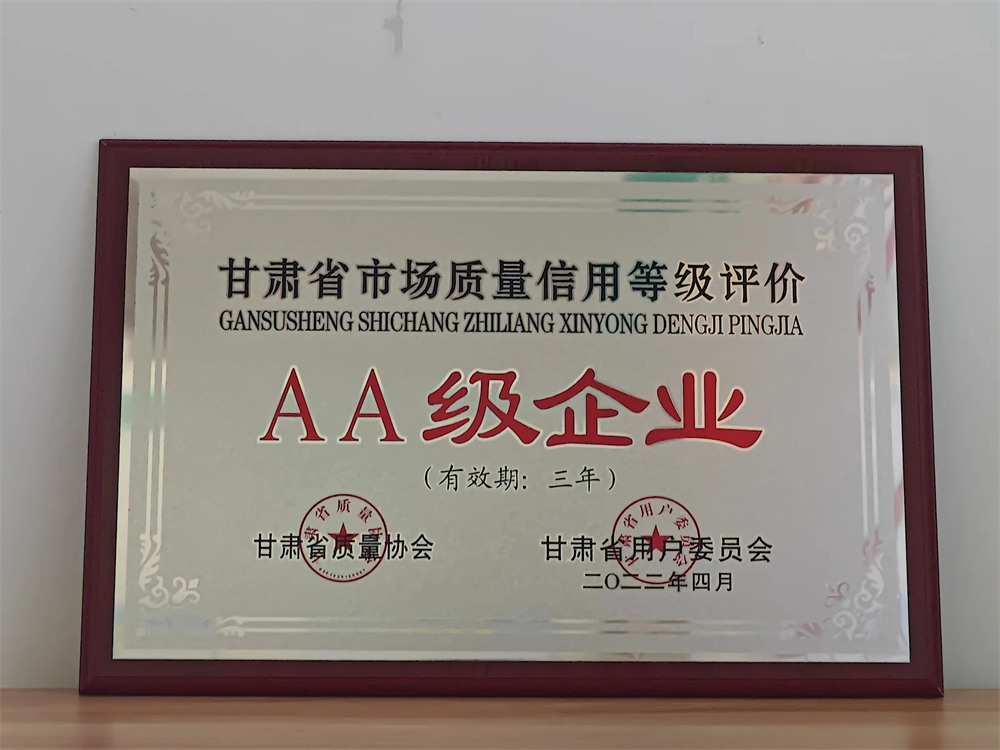 甘肃省市场质量信用等级评价
GANSUSHENG SHICHANG ZHILIANG XINYONG DENGJI PINGJIA
AA级企业
（有效期：三年）
甘肃省质量协会
甘肃省用户委员会
二〇二二年四月